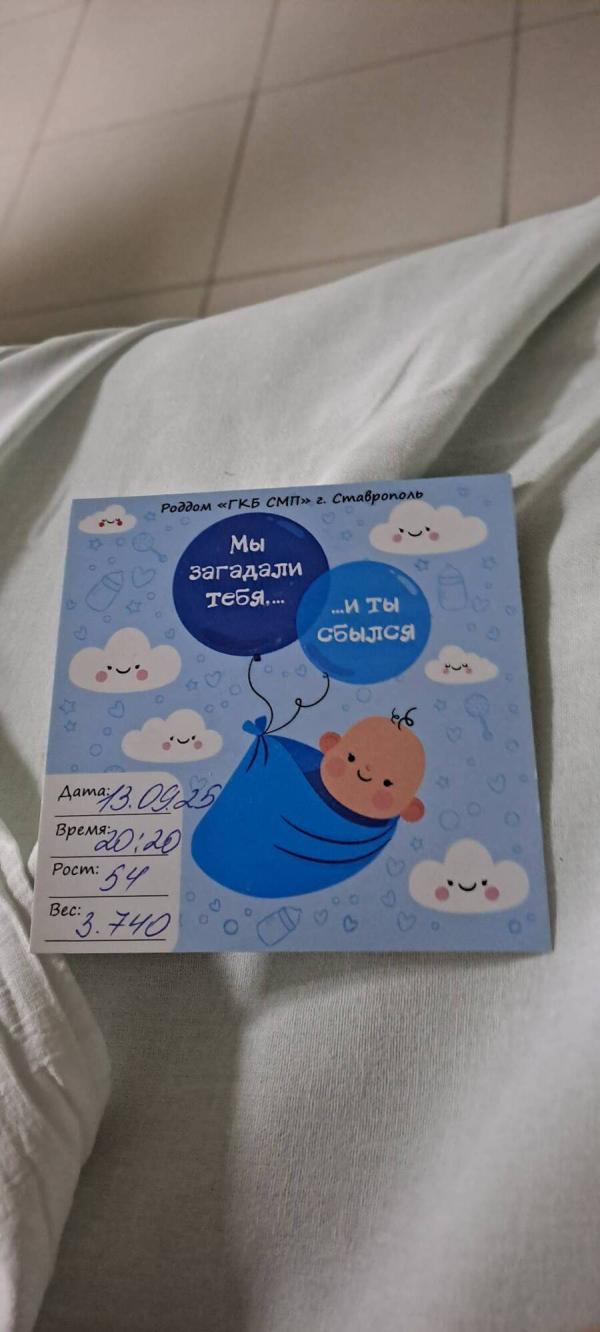 Роддом «ГКБ СМП» г. Ставрополь
Мы
загадали
тебя....
...и ты
сбылся
Дата: 13.09.25
Время: 20:20
Рост: 54
Вес: 3.740